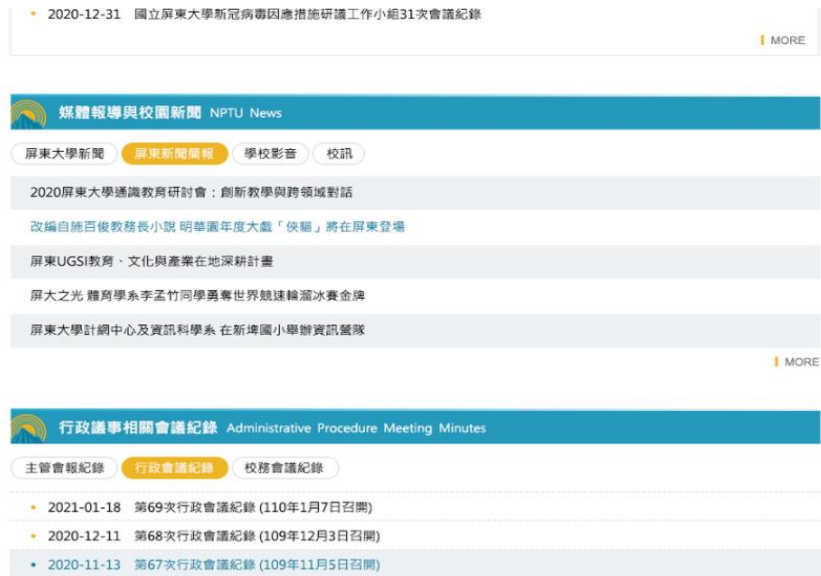 2020-12-31 國立屏東大學新冠病毒因應措施研議工作小組31次會議紀錄
MORE
媒體報導與校園新聞 NPTU News
屏東大學新聞 屏東新聞簡報 學校影音 校訊
2020屏東大學通識教育研討會：創新教學與跨領域對話
改編自施百俊教務長小說 明華園年度大戲「俠貓」將在屏東登場
屏東UGSI教育、文化與產業在地深耕計畫
屏大之光 體育學系李孟竹同學勇奪世界競速輪溜冰賽金牌
屏東大學計網中心及資訊科學系 在新埤國小舉辦資訊營隊
MORE
行政議事相關會議紀錄 Administrative Procedure Meeting Minutes
主管會報紀錄 行政會議紀錄 校務會議紀錄
2021-01-18 第69次行政會議紀錄 (110年1月7日召開)
2020-12-11 第68次行政會議紀錄 (109年12月3日召開)
2020-11-13 第67次行政會議紀錄 (109年11月5日召開)